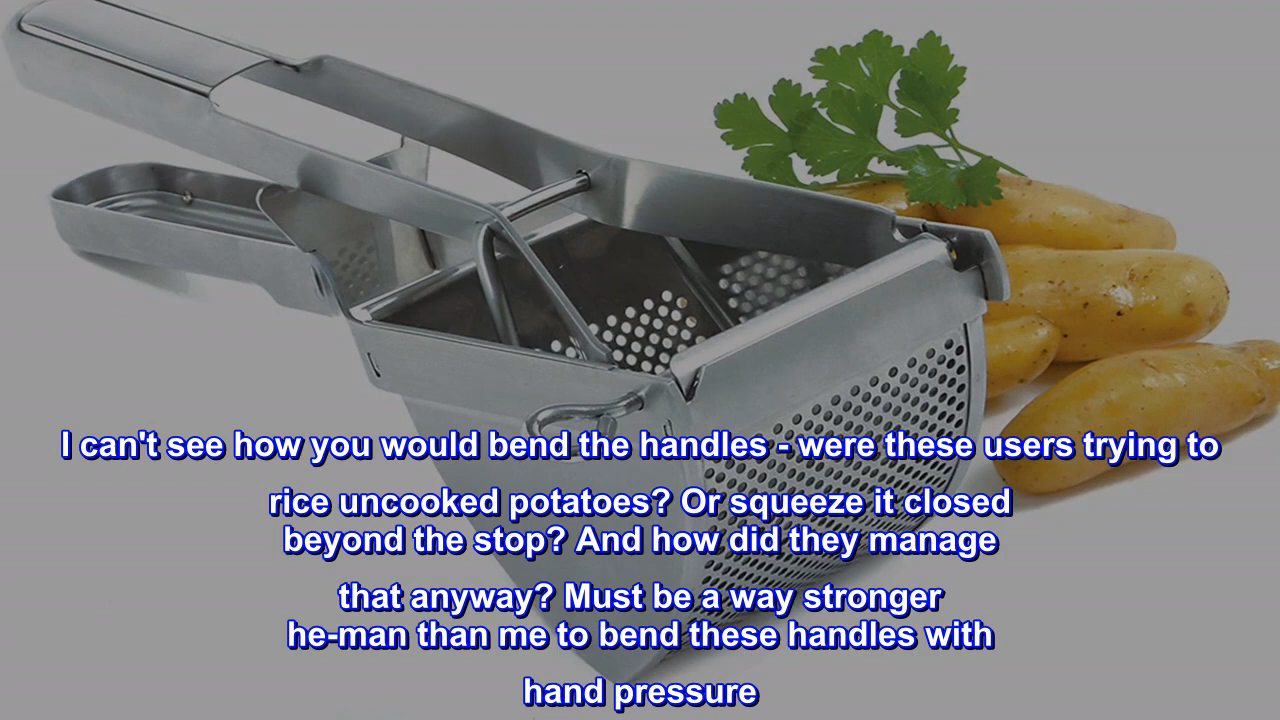 I can't see how you would bend the handles - were these users trying to
rice uncooked potatoes? Or squeeze it closed
beyond the stop? And how did they manage
that anyway? Must be a way stronger
he-man than me to bend these handles with
hand pressure